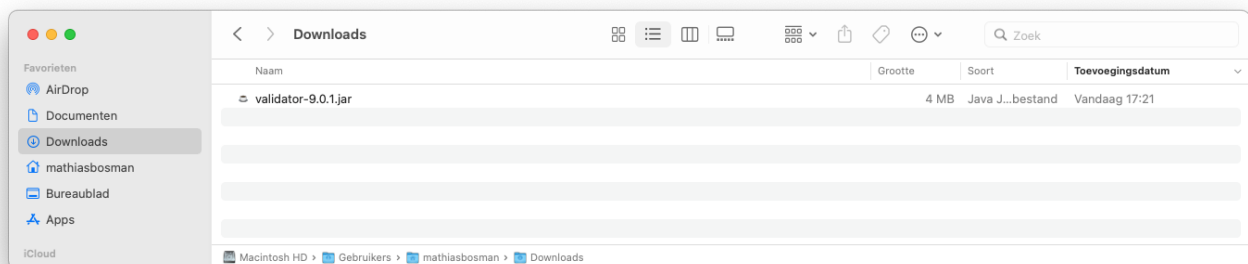 Downloads
Zoek
Favorieten
AirDrop
Documenten
Downloads
mathiasbosman
Bureaublad
Apps
iCloud
Naam Grootte Soort Toevoegingsdatum
validator-9.0.1.jar 4 MB Java J...bestand Vandaag 17:21
Macintosh HD › Gebruikers › mathiasbosman › Downloads